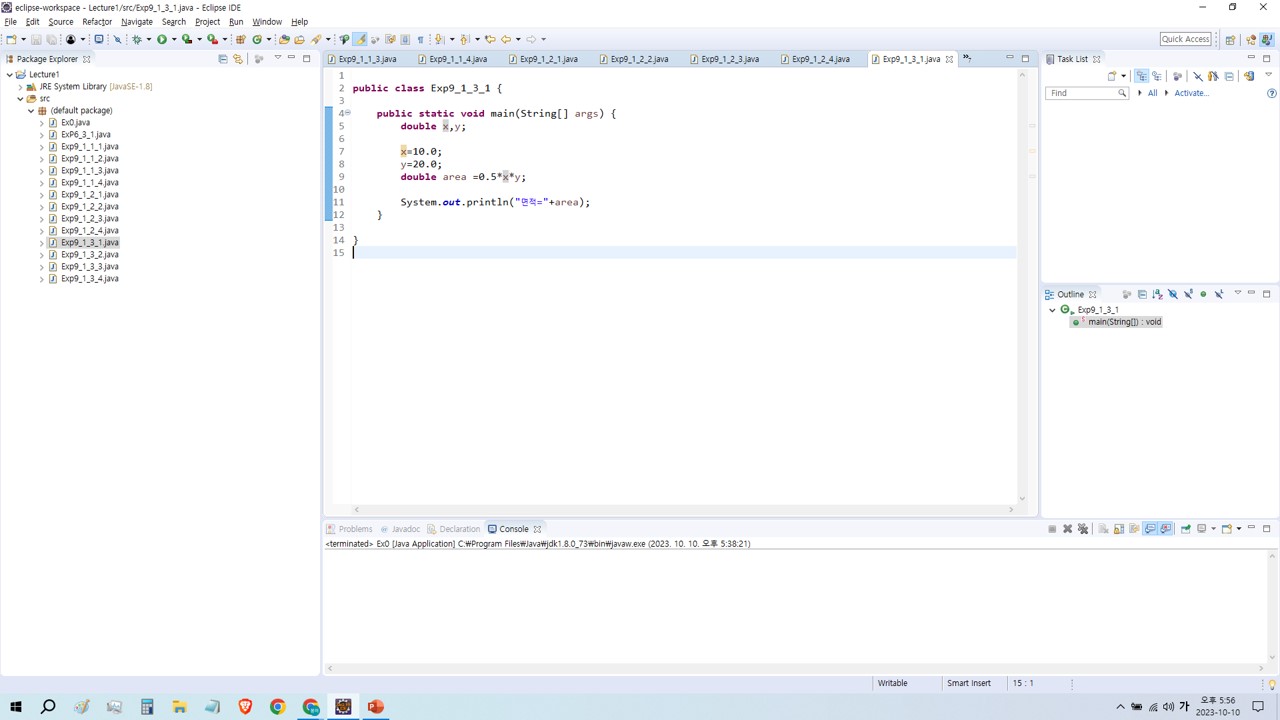 eclipse-workspace - Lecture1/src/Exp9_1_3_1.java - Eclipse IDE
File Edit Source Refactor Navigate Search Project Run Window Help
Quick Access
Package Explorer
Exp9_1_1_3.java Exp9_1_1_4.java Exp9_1_2_1.java Exp9_1_2_2.java Exp9_1_2_3.java Exp9_1_2_4.java Exp9_1_3_1.java
Task List
Lecture1
JRE System Library [JavaSE-1.8]
src
(default package)
Ex0.java
ExP6_3_1.java
Exp9_1_1_1.java
Exp9_1_1_2.java
Exp9_1_1_3.java
Exp9_1_1_4.java
Exp9_1_2_1.java
Exp9_1_2_2.java
Exp9_1_2_3.java
Exp9_1_2_4.java
Exp9_1_3_1.java
Exp9_1_3_2.java
Exp9_1_3_3.java
Exp9_1_3_4.java
1
2 public class Exp9_1_3_1 {
3
4 public static void main(String[] args) {
5 double x,y;
6
7 x=10.0;
8 y=20.0;
9 double area =0.5*x*y;
10
11 System.out.println("면적="+area);
12 }
13
14 }
15
Find All Activate...
Outline
Exp9_1_3_1
main(String[]) : void
Problems Javadoc Declaration Console
<terminated> Ex0 [Java Application] C:₩Program Files₩Java₩jdk1.8.0_73₩bin₩javaw.exe (2023. 10. 10. 오후 5:38:21)
Writable Smart Insert 15 : 1
가 오후 5:56
2023-10-10